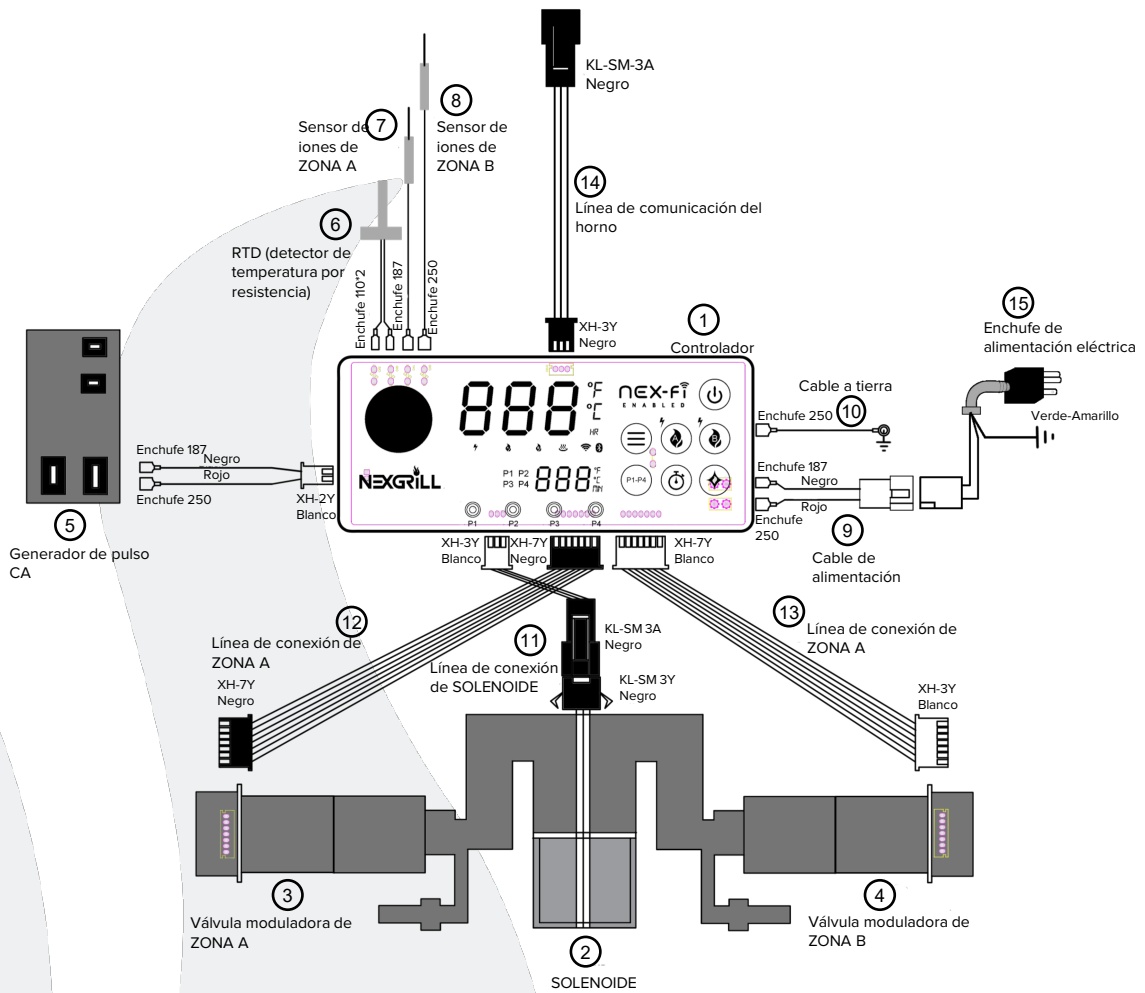 KL-SM-3A
Negro
8
Sensor de
iones de
ZONA B
7
Sensor de
iones de
ZONA A
14
Línea de comunicación del
horno
6
RTD (detector de
temperatura por
resistencia)
Enchufe 110*2
Enchufe 187
Enchufe 250
XH-3Y
Negro
1
Controlador
15
Enchufe de
alimentación eléctrica
Verde-Amarillo
Cable a tierra
Enchufe 250
10
888
°F
°C
HR
nex-fi
ENABLED
A
B
NEXGRILL
P1 P2
P3 P4
888
°F
°C
MIN
P1-P4
P1
P2
P3
P4
Enchufe 187
Negro
Rojo
Enchufe 250
XH-2Y
Blanco
5
Generador de pulso
CA
Enchufe 187
Negro
Rojo
Enchufe
250
9
Cable de
alimentación
XH-3Y
Blanco
XH-7Y
Negro
XH-7Y
Blanco
12
Línea de conexión de
ZONA A
XH-7Y
Negro
11
Línea de conexión
de SOLENOIDE
KL-SM 3A
Negro
KL-SM 3Y
Negro
13
Línea de conexión de
ZONA A
XH-3Y
Blanco
3
Válvula moduladora de
ZONA A
4
Válvula moduladora de
ZONA B
2
SOLENOIDE